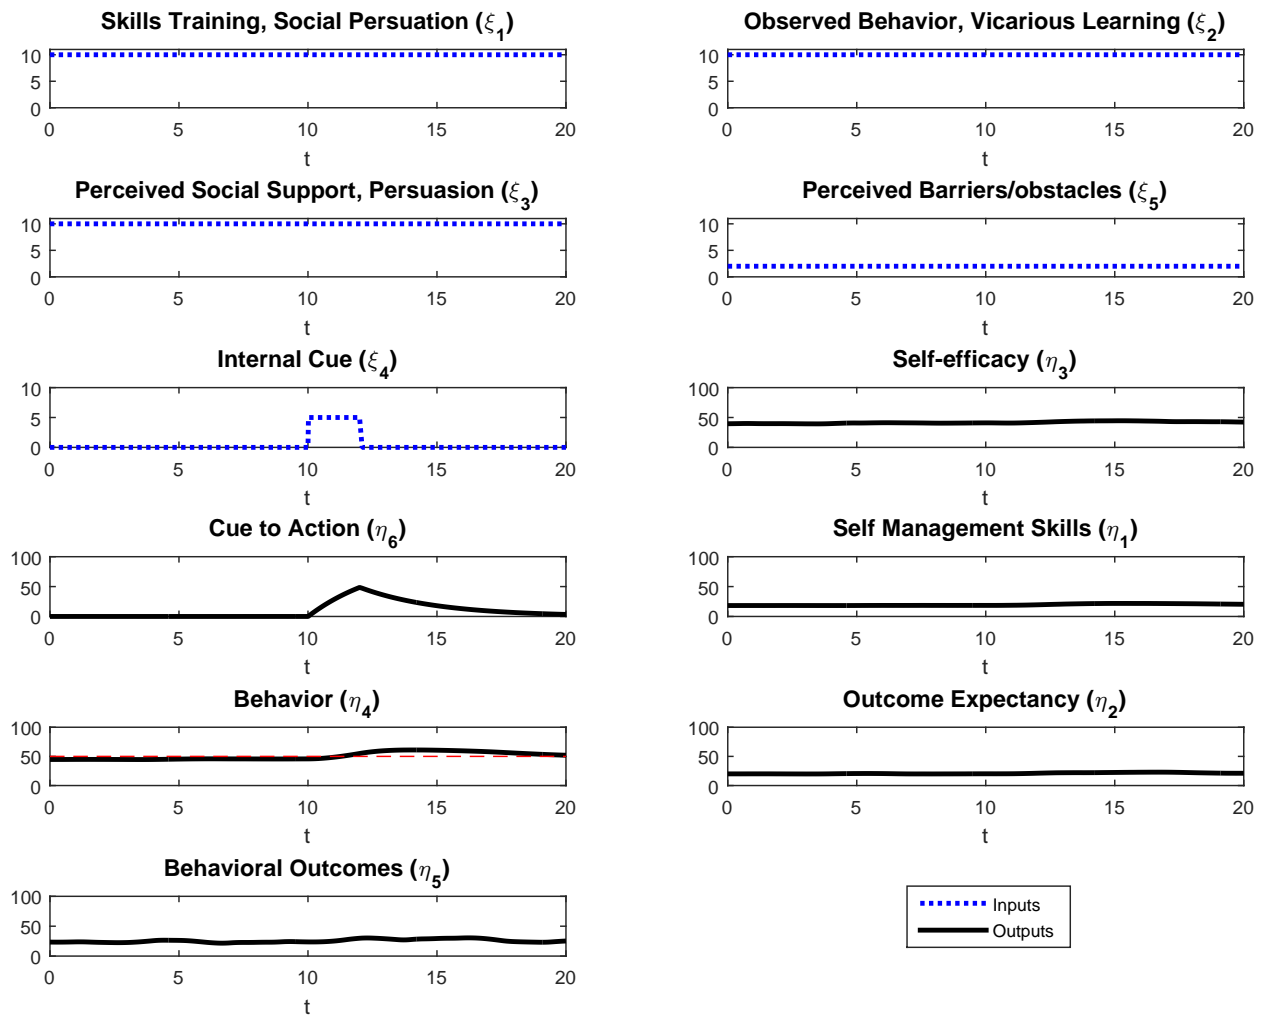 Skills Training, Social Persuation (ξ1)
10
5
0
0 5 10 15 20
t
Observed Behavior, Vicarious Learning (ξ2)
10
5
0
0 5 10 15 20
t
Perceived Social Support, Persuasion (ξ3)
10
5
0
0 5 10 15 20
t
Perceived Barriers/obstacles (ξ5)
10
5
0
0 5 10 15 20
t
Internal Cue (ξ4)
10
5
0
0 5 10 15 20
t
Self-efficacy (η3)
100
50
0
0 5 10 15 20
t
Cue to Action (η6)
100
50
0
0 5 10 15 20
t
Self Management Skills (η1)
100
50
0
0 5 10 15 20
t
Behavior (η4)
100
50
0
0 5 10 15 20
t
Outcome Expectancy (η2)
100
50
0
0 5 10 15 20
t
Behavioral Outcomes (η5)
100
50
0
0 5 10 15 20
t
Inputs
Outputs